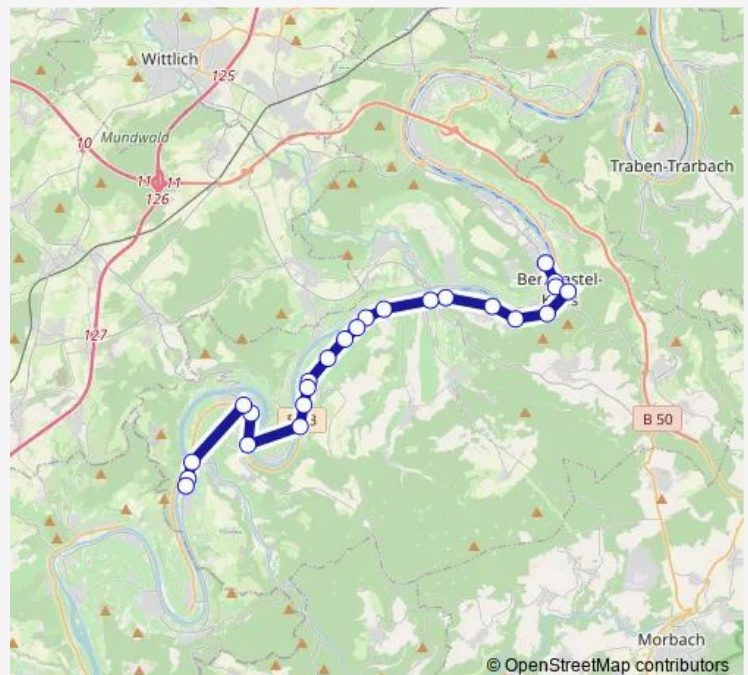 Wittlich
125
10
Mundwald
11
11
126
Traben-Trarbach
127
B 50
Morbach
© OpenStreetMap contributors